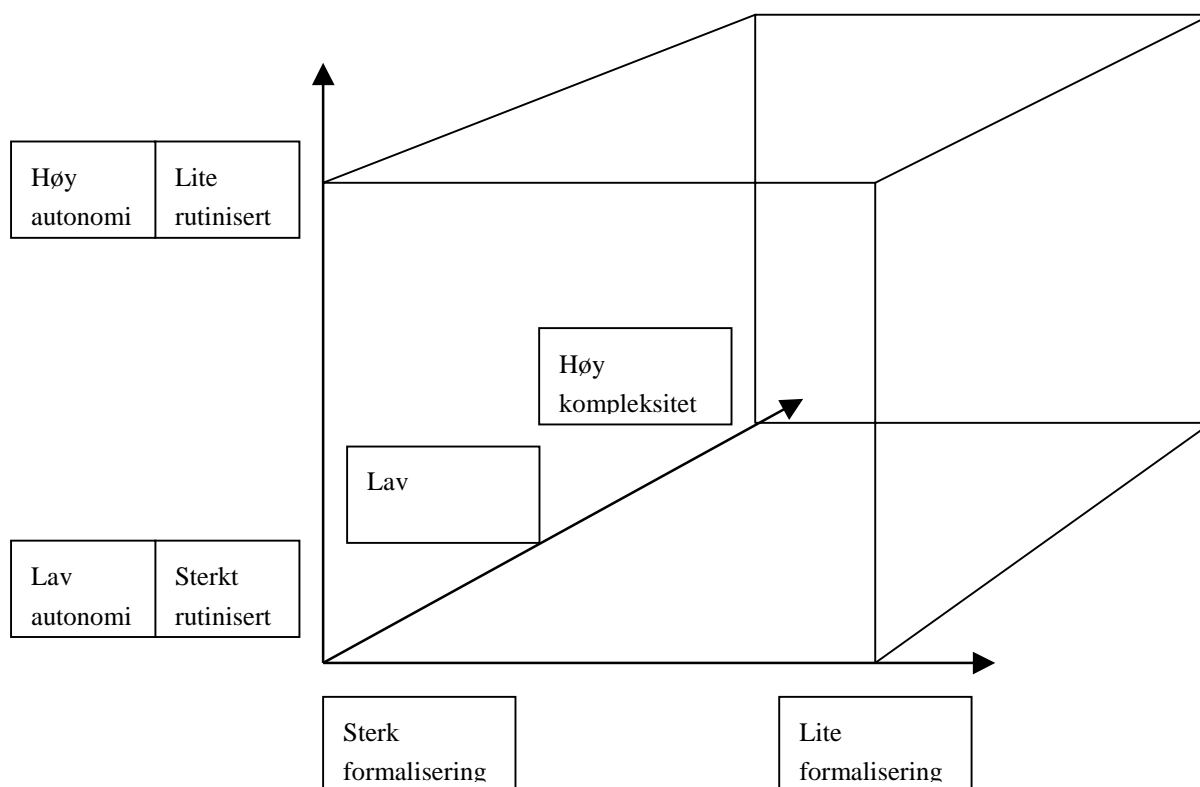 Høy
autonomi
Lite
rutinisert
Høy
kompleksitet
Lav
Lav
autonomi
Sterkt
rutinisert
Sterk
formalisering
Lite
formalisering